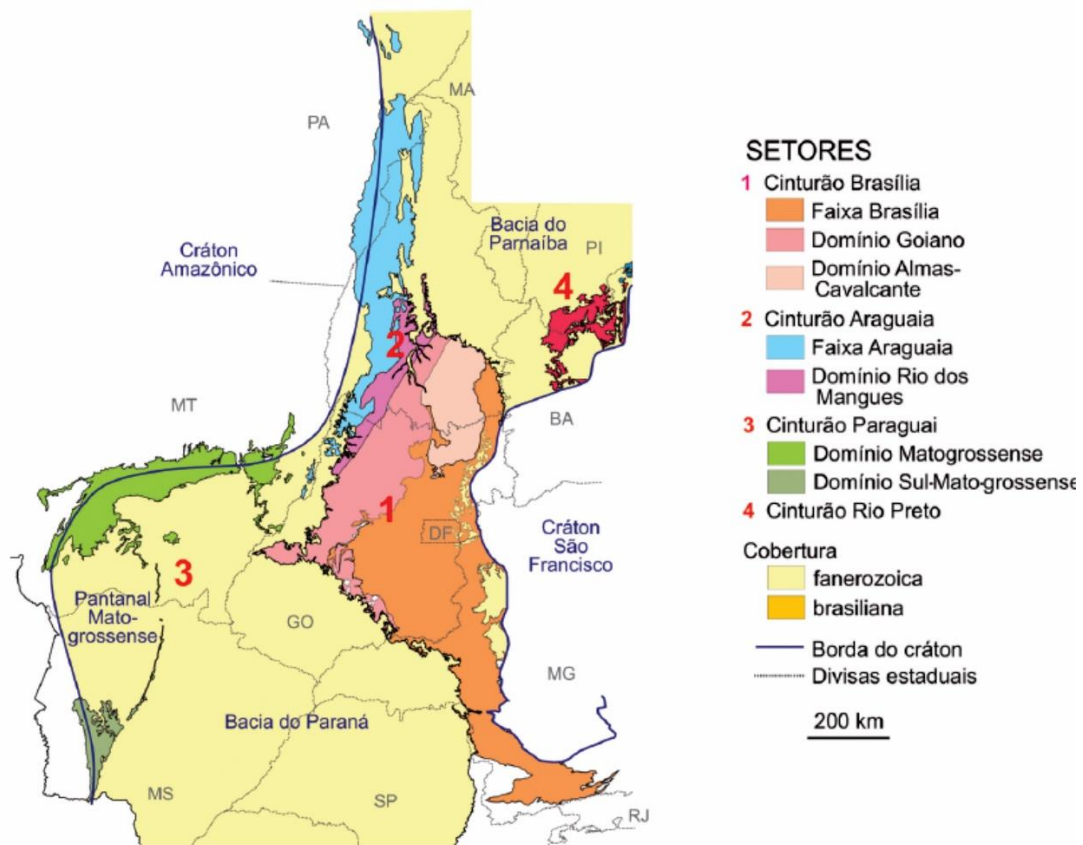 PA
MA
Cráton
Amazônico
Bacia do
Parnaíba
PI
4
2
MT
BA
1
DF
Cráton
São
Francisco
3
Pantanal
Mato-
grossense
GO
MG
Bacia do Paraná
MS
SP
RJ
SETORES
1 Cinturão Brasília
Faixa Brasília
Domínio Goiano
Domínio Almas-
Cavalcante
2 Cinturão Araguaia
Faixa Araguaia
Domínio Rio dos
Mangues
3 Cinturão Paraguai
Domínio Matogrossense
Domínio Sul-Mato-grossense
4 Cinturão Rio Preto
Cobertura
fanerozoica
brasiliana
Borda do cráton
Divisas estaduais
200 km